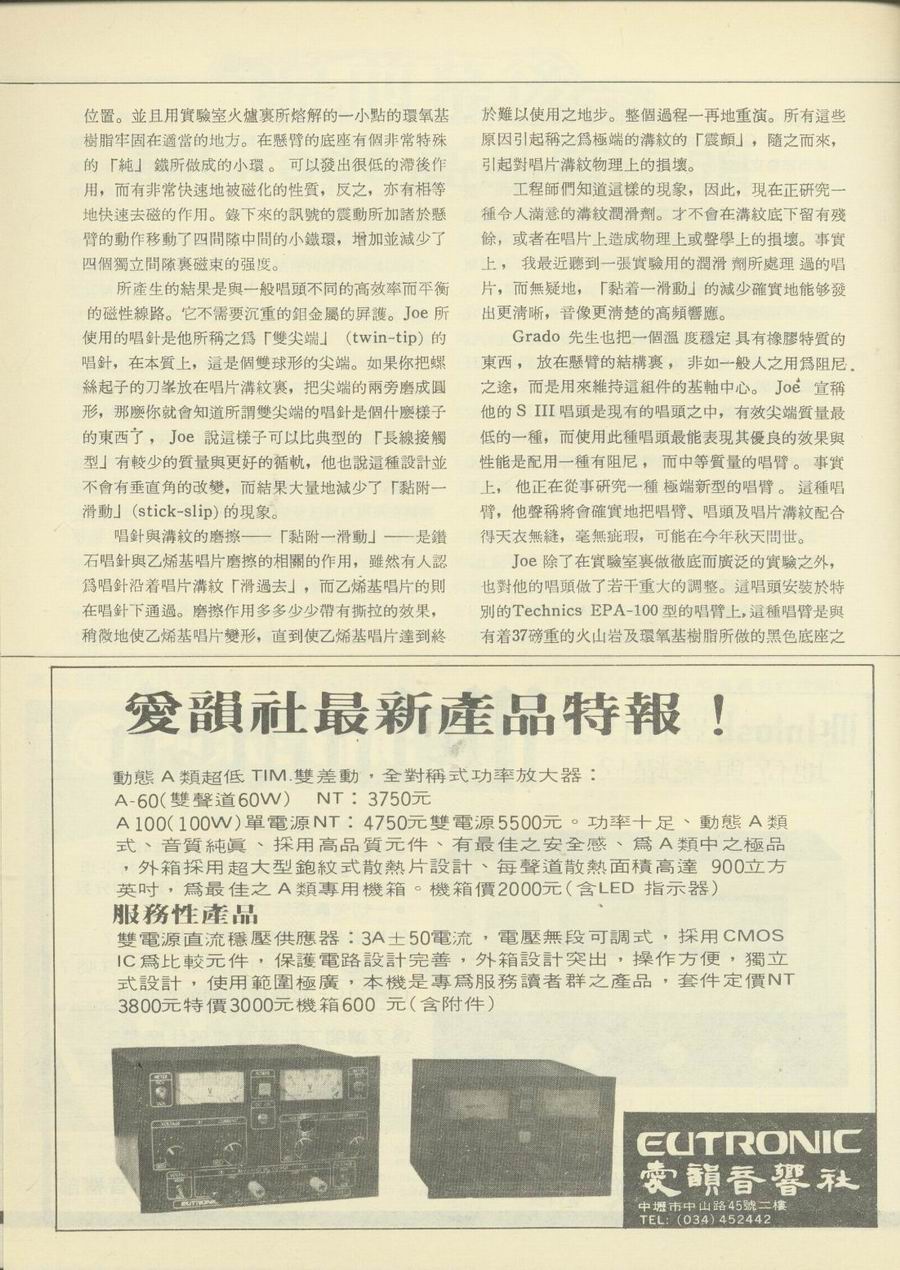 位置。並且用實驗室火爐裏所熔解的一小點的環氧基
樹脂牢固在適當的地方。在懸臂的底座有個非常特殊
的「純」鐵所做成的小環。可以發出很低的滯後作
用，而有非常快速地被磁化的性質，反之，亦有相等
地快速去磁的作用。錄下來的訊號的震動所加諸於懸
臂的動作移動了四間隙中間的小鐵環，增加並減少了
四個獨立間隙裏磁束的强度。
所產生的結果是與一般唱頭不同的高效率而平衡
的磁性線路。它不需要沉重的鉬金屬的屏護。Joe 所
使用的唱針是他所稱之爲「雙尖端」（twin-tip）的
唱針，在本質上，這是個雙球形的尖端。如果你把螺
絲起子的刀峯放在唱片溝紋裏，把尖端的兩旁磨成圓
形，那麼你就會知道所謂雙尖端的唱針是個什麼樣子
的東西了，Joe 說這樣子可以比典型的「長線接觸
型」有較少的質量與更好的循軌，他也說這種設計並
不會有垂直角的改變，而結果大量地減少了「黏附一
滑動」(stick-slip) 的現象。
唱針與溝紋的磨擦——「黏附一滑動」——是鑽
石唱針與乙烯基唱片磨擦的相關的作用，雖然有人認
爲唱針沿着唱片溝紋「滑過去」，而乙烯基唱片的則
在唱針下通過。磨擦作用多多少少帶有撕拉的效果，
稍微地使乙烯基唱片變形，直到使乙烯基唱片達到終
於難以使用之地步。整個過程一再地重演。所有這些
原因引起稱之爲極端的溝紋的「震顫」，隨之而來，
引起對唱片溝紋物理上的損壞。
工程師們知道這樣的現象，因此，現在正研究一
種令人滿意的溝紋潤滑劑。才不會在溝紋底下留有殘
餘，或者在唱片上造成物理上或聲學上的損壞。事實
上，我最近聽到一張實驗用的潤滑劑所處理過的唱
片，而無疑地，「黏着一滑動」的減少確實地能够發
出更清晰，音像更清楚的高頻響應。
Grado 先生也把一個溫度穩定具有橡膠特質的
東西，放在懸臂的結構裏，非如一般人之用爲阻尼
之途，而是用來維持這組件的基軸中心。Joe 宣稱
他的 S III 唱頭是現有的唱頭之中，有效尖端質量最
低的一種，而使用此種唱頭最能表現其優良的效果與
性能是配用一種有阻尼，而中等質量的唱臂。事實
上，他正在從事研究一種極端新型的唱臂。這種唱
臂，他聲稱將會確實地把唱臂、唱頭及唱片溝紋配合
得天衣無縫，毫無疵瑕，可能在今年秋天問世。
Joe 除了在實驗室裏做徹底而廣泛的實驗之外，
也對他的唱頭做了若干重大的調整。這唱頭安裝於特
別的Technics EPA-100 型的唱臂上，這種唱臂是與
有着37磅重的火山岩及環氧基樹脂所做的黑色底座之
愛韻社最新產品特報！
動態A類超低 TIM.雙差動，全對稱式功率放大器：
A-60(雙聲道60W) NT：3750元
A100(100W)單電源NT：4750元雙電源5500元。功率十足、動態A類
式、音質純眞、採用高品質元件、有最佳之安全感、爲A類中之極品
，外箱採用超大型鉋紋式散熱片設計、每聲道散熱面積高達 900立方
英吋，爲最佳之A類專用機箱。機箱價2000元(含LED 指示器)
服務性產品
雙電源直流穩壓供應器：3A±50電流，電壓無段可調式，採用CMOS
IC爲比較元件，保護電路設計完善，外箱設計突出，操作方便，獨立
式設計，使用範圍極廣，本機是專爲服務讀者群之產品，套件定價NT
3800元特價3000元機箱600 元(含附件)
EUTRONIC
EUTRONIC
愛韻音響社
中壢市中山路45號二樓
TEL: (034) 452442